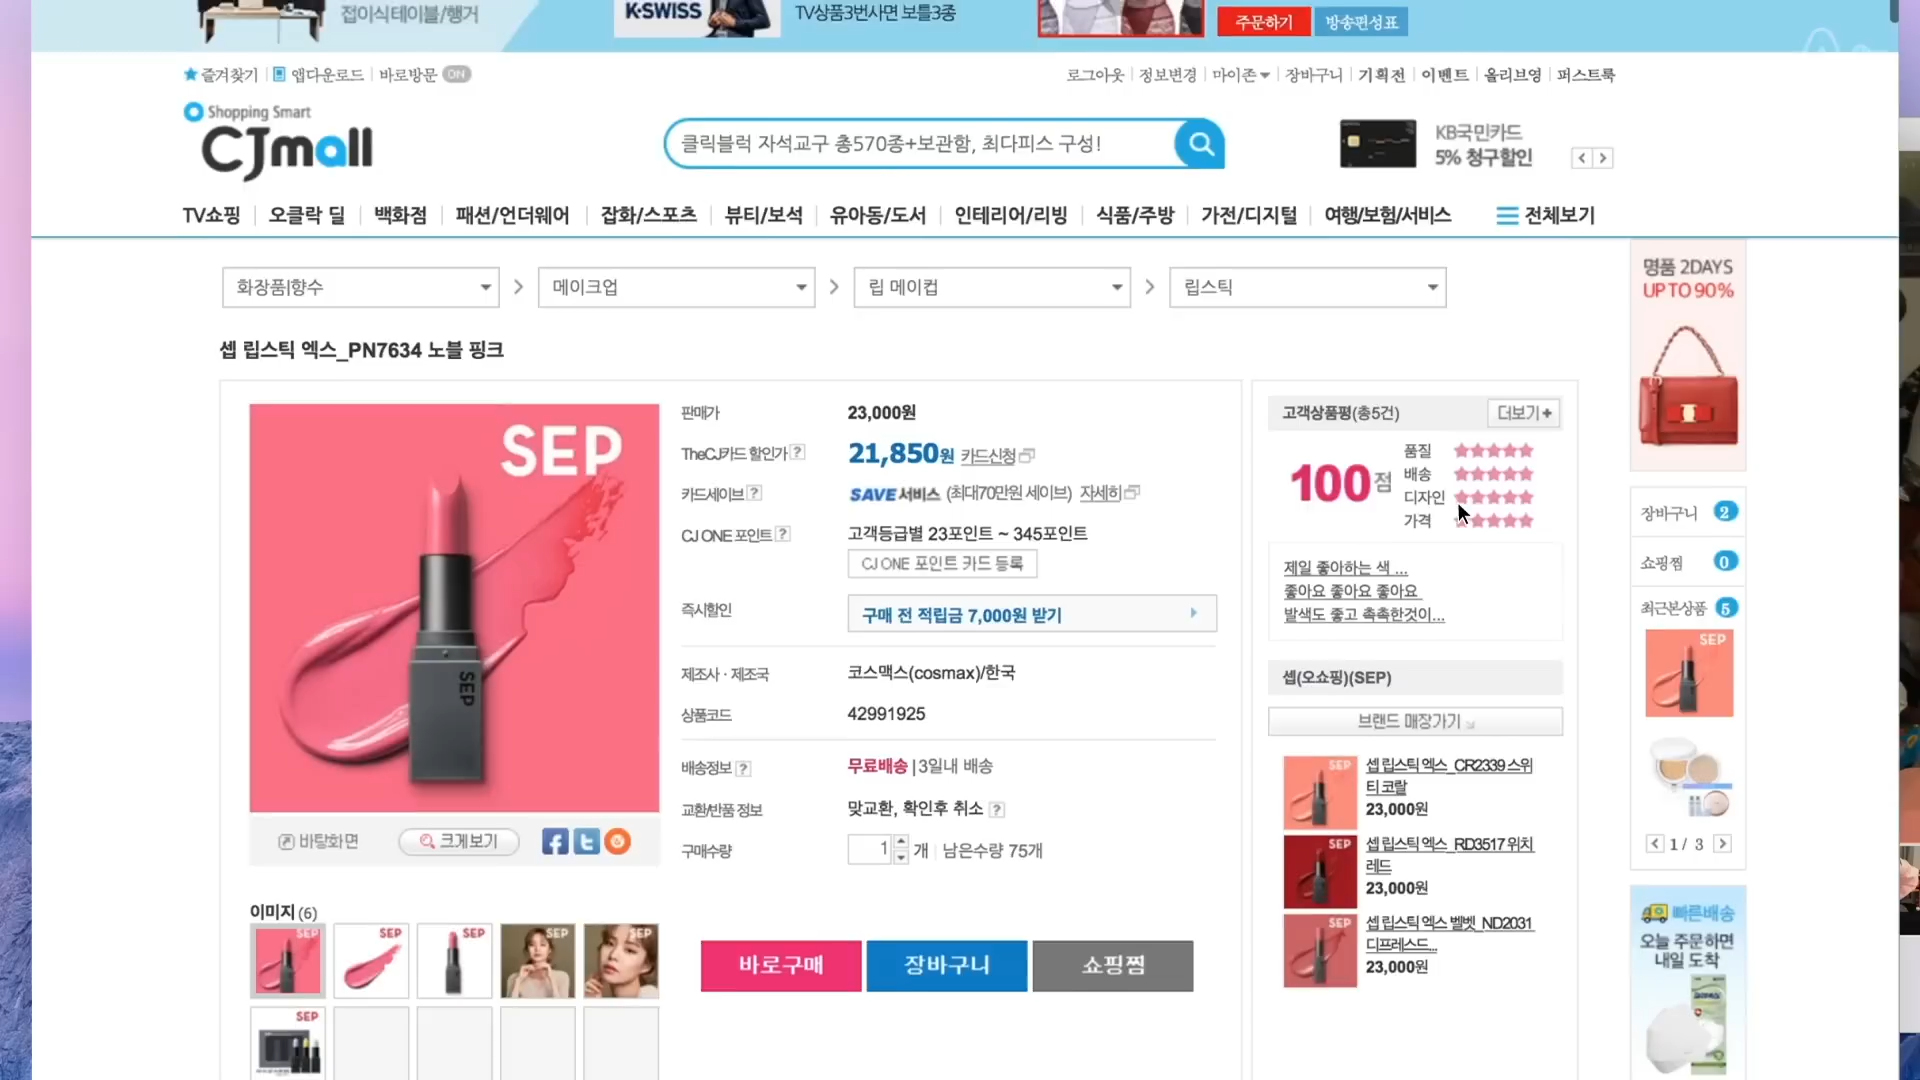 접이식테이블/행거
K·SWISS
TV상품3번사면 보틀3종
주문하기
방송편성표
즐겨찾기
앱다운로드
바로방문 ON
로그아웃
정보변경
마이존
장바구니
기획전
이벤트
올리브영
퍼스트룩
Shopping Smart
CJmall
클릭블럭 자석교구 총570종+보관함, 최다피스 구성!
KB국민카드
5% 청구할인
TV쇼핑
오클락 딜
백화점
패션/언더웨어
잡화/스포츠
뷰티/보석
유아동/도서
인테리어/리빙
식품/주방
가전/디지털
여행/보험/서비스
전체보기
화장품|향수
메이크업
립 메이컵
립스틱
셉 립스틱 엑스_PN7634 노블 핑크
SEP
SEP
바탕화면
크게보기
이미지 (6)
SEP
SEP
SEP
SEP
SEP
SEP
판매가
23,000원
TheCJ카드 할인가 ?
21,850원 카드신청
카드세이브 ?
SAVE서비스 (최대70만원 세이브) 자세히
CJ ONE 포인트 ?
고객등급별 23포인트 ~ 345포인트
CJ ONE 포인트 카드 등록
즉시할인
구매 전 적립금 7,000원 받기
제조사 · 제조국
코스맥스(cosmax)/한국
상품코드
42991925
배송정보 ?
무료배송 | 3일내 배송
교환/반품 정보
맞교환, 확인후 취소 ?
구매수량
1 개 남은수량 75개
바로구매
장바구니
쇼핑찜
고객상품평(총5건)
더보기+
100점
품질 ★★★★★
배송 ★★★★★
디자인 ★★★★★
가격 ★★★★★
제일 좋아하는 색 ...
좋아요 좋아요 좋아요
발색도 좋고 촉촉한것이...
셉(오쇼핑)(SEP)
브랜드 매장가기
SEP
셉 립스틱 엑스_CR2339 스위
티 코랄
23,000원
SEP
셉 립스틱 엑스_RD3517 위치
레드
23,000원
SEP
셉 립스틱 엑스 벨벳_ND2031
디프레스드...
23,000원
명품 2DAYS
UP TO 90%
장바구니 2
쇼핑찜 0
최근본상품 5
SEP
1 / 3
빠른배송
오늘 주문하면
내일 도착